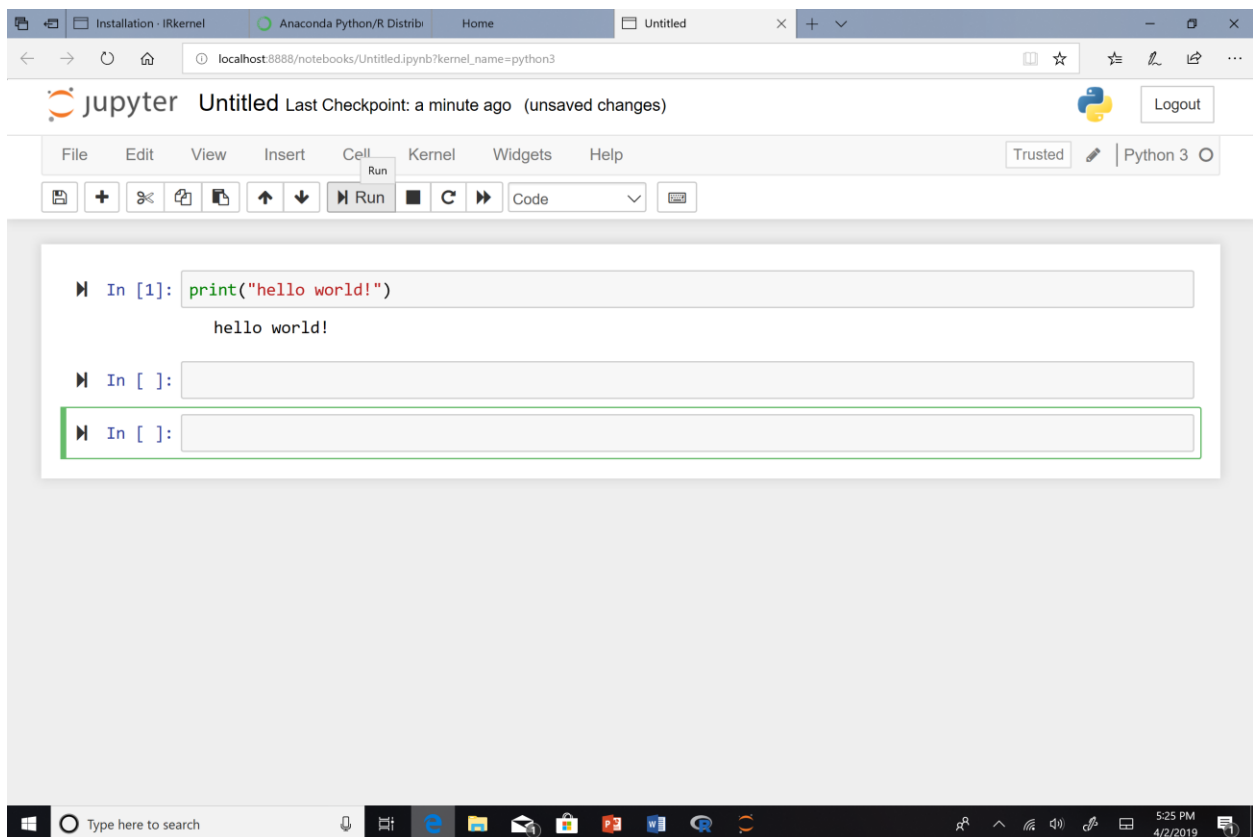 Installation · IRkernel
Anaconda Python/R Distrib
Home
Untitled
localhost:8888/notebooks/Untitled.ipynb?kernel_name=python3
jupyter Untitled Last Checkpoint: a minute ago (unsaved changes)
Logout
File Edit View Insert Cell Kernel Widgets Help
Trusted Python 3
Run
Run Code
In [1]: print("hello world!")
hello world!
In [ ]:
In [ ]:
Type here to search
5:25 PM
4/2/2019